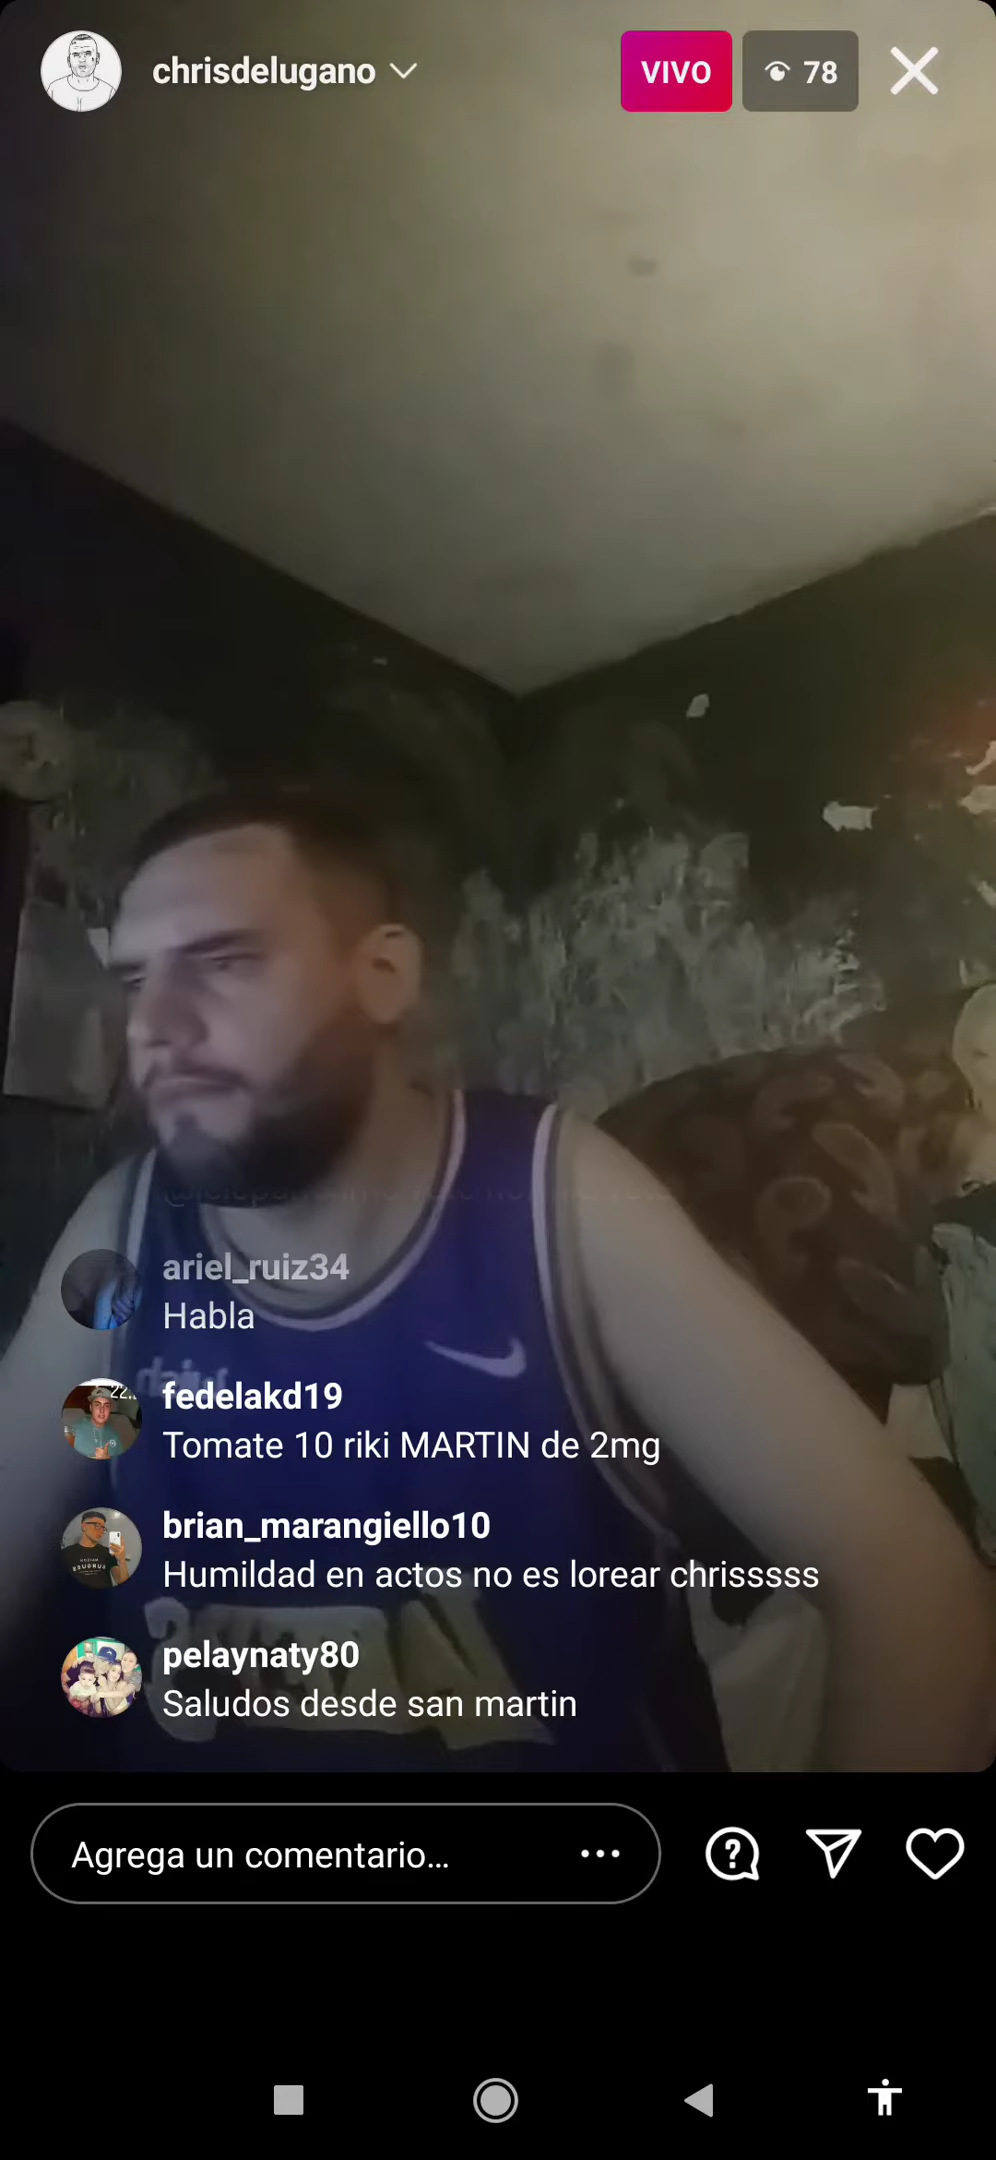 chrisdelugano
VIVO
78
ariel_ruiz34
Habla
fedelakd19
Tomate 10 riki MARTIN de 2mg
brian_marangiello10
Humildad en actos no es lorear chrisssss
pelaynaty80
Saludos desde san martin
Agrega un comentario...